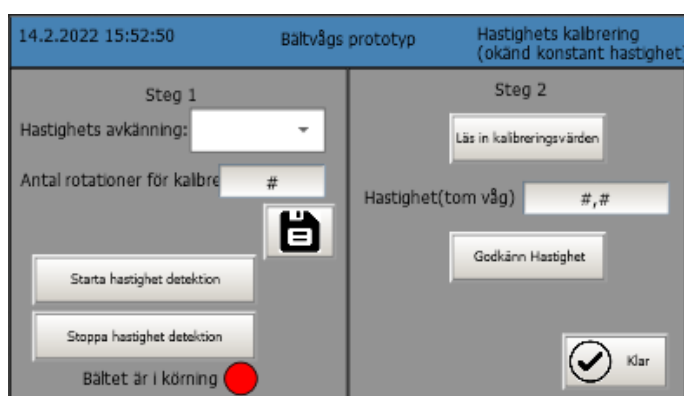 14.2.2022 15:52:50
Bältvågs prototyp
Hastighets kalibrering
(okänd konstant hastighet)
Steg 1
Hastighets avkänning:
Antal rotationer för kalibre
#
Starta hastighet detektion
Stoppa hastighet detektion
Bältet är i körning
Steg 2
Läs in kalibreringsvärden
Hastighet(tom våg)
#,#
Godkänn Hastighet
Klar